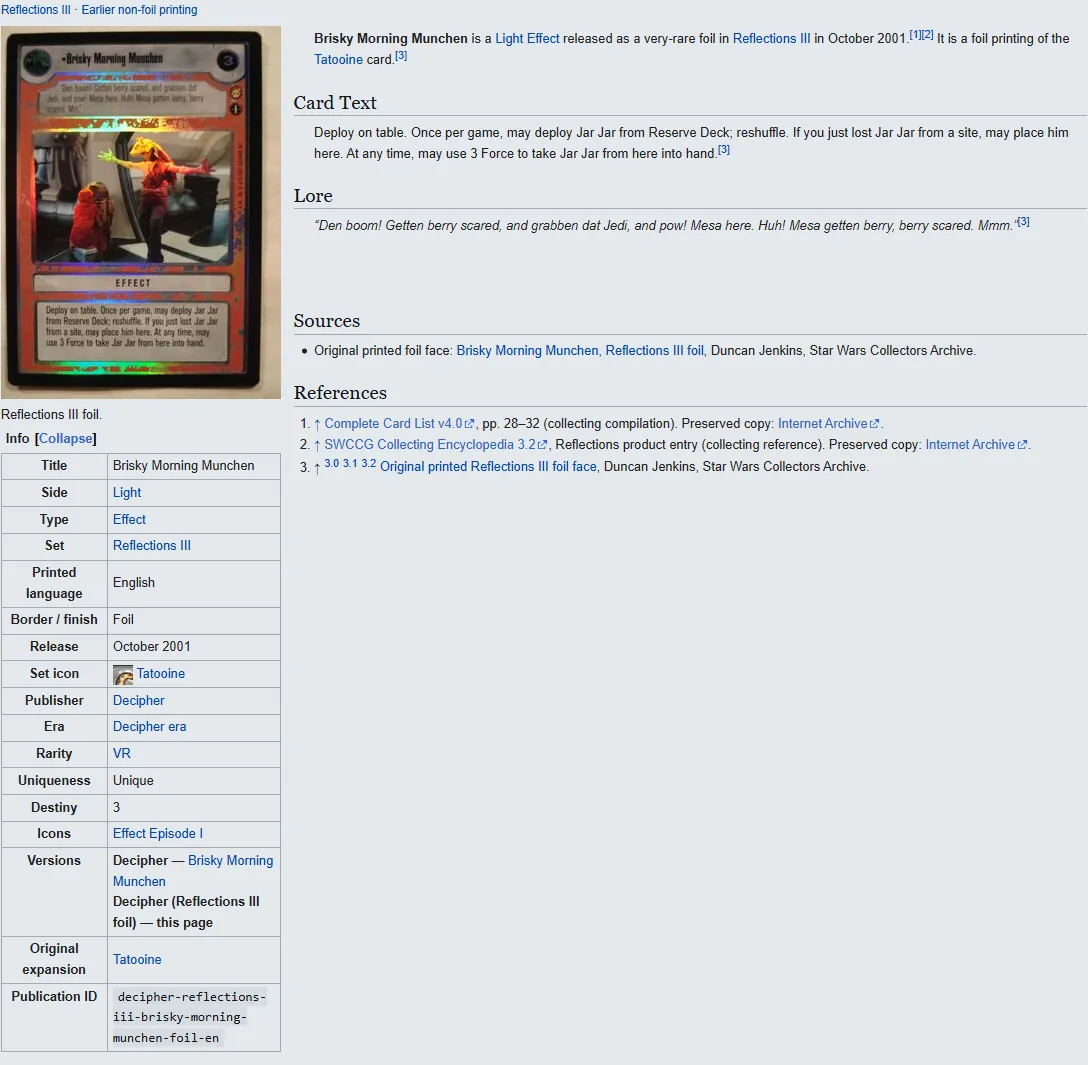 Reflections III · Earlier non-foil printing
•Brisky Morning Munchen
3
"Den boom! Getten berry scared, and grabben dat
Jedi, and pow! Mesa here. Huh! Mesa getten berry, berry
scared. Mm."
EFFECT
Deploy on table. Once per game, may deploy Jar Jar
from Reserve Deck; reshuffle. If you just lost Jar Jar
from a site, may place him here. At any time, may
use 3 Force to take Jar Jar from here into hand.
Reflections III foil.
Info [Collapse]
Title Brisky Morning Munchen
Side Light
Type Effect
Set Reflections III
Printed
language English
Border / finish Foil
Release October 2001
Set icon Tatooine
Publisher Decipher
Era Decipher era
Rarity VR
Uniqueness Unique
Destiny 3
Icons Effect Episode I
Versions Decipher — Brisky Morning
Munchen
Decipher (Reflections III
foil) — this page
Original
expansion Tatooine
Publication ID decipher-reflections-
iii-brisky-morning-
munchen-foil-en
Brisky Morning Munchen is a Light Effect released as a very-rare foil in Reflections III in October 2001.[1][2] It is a foil printing of the
Tatooine card.[3]
Card Text
Deploy on table. Once per game, may deploy Jar Jar from Reserve Deck; reshuffle. If you just lost Jar Jar from a site, may place him
here. At any time, may use 3 Force to take Jar Jar from here into hand.[3]
Lore
“Den boom! Getten berry scared, and grabben dat Jedi, and pow! Mesa here. Huh! Mesa getten berry, berry scared. Mmm.”[3]
Sources
• Original printed foil face: Brisky Morning Munchen, Reflections III foil, Duncan Jenkins, Star Wars Collectors Archive.
References
1. ↑ Complete Card List v4.0, pp. 28–32 (collecting compilation). Preserved copy: Internet Archive.
2. ↑ SWCCG Collecting Encyclopedia 3.2, Reflections product entry (collecting reference). Preserved copy: Internet Archive.
3. ↑ 3.0 3.1 3.2 Original printed Reflections III foil face, Duncan Jenkins, Star Wars Collectors Archive.